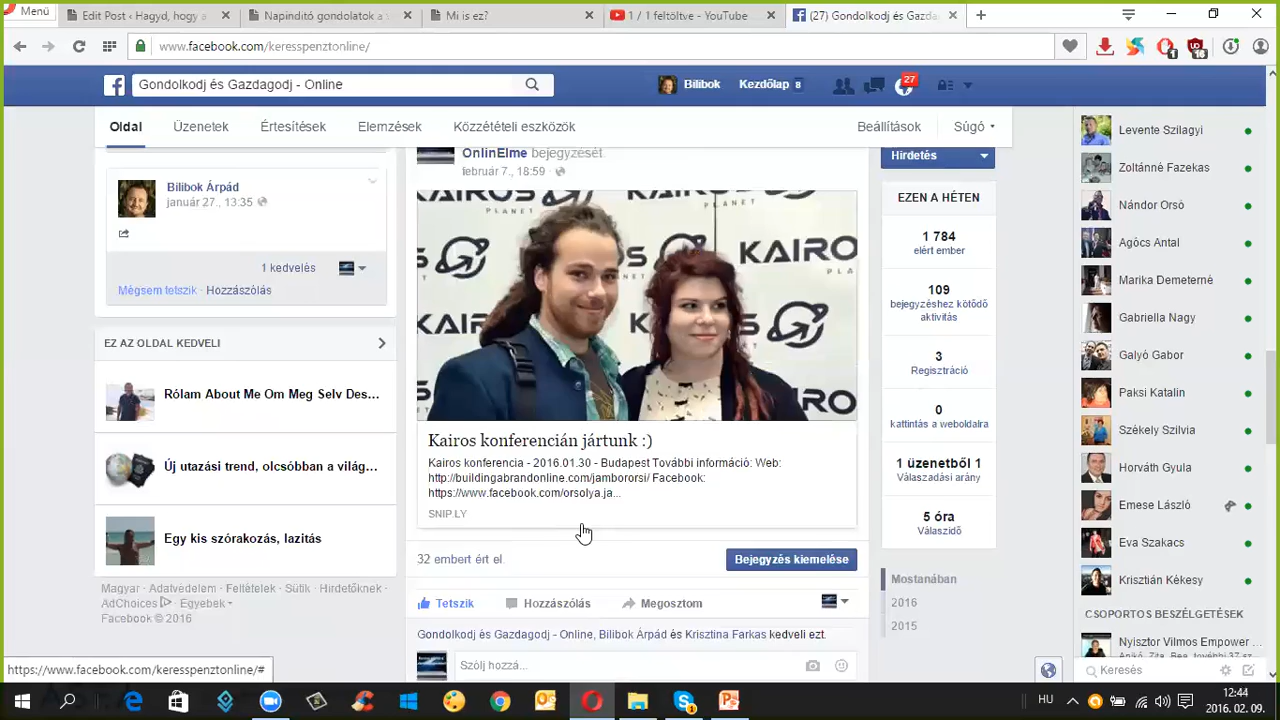 Menü
Edit Post ‹ Hagyd, hogy a
Napindító gondolatok a
Mi is ez?
1 / 1 feltöltve - YouTube
(27) Gondolkodj és Gazda
www.facebook.com/keresspenztonline/
1
16
Gondolkodj és Gazdagodj - Online
Bilibok
Kezdőlap 8
27
Oldal
Üzenetek
Értesítések
Elemzések
Közzétételi eszközök
Beállítások
Súgó
Bilibok Árpád
január 27., 13:35
1 kedvelés
Mégsem tetszik · Hozzászólás
EZ AZ OLDAL KEDVELI
Rólam About Me Om Meg Selv Des...
Új utazási trend, olcsóbban a világ...
Egy kis szórakozás, lazítás
Magyar · Adatvédelem · Feltételek · Sütik · Hirdetőknek
AdChoices · Egyebek
Facebook © 2016
OnlinElme bejegyzését.
február 7., 18:59
KAIROS
PLANET
KAIROS
PLANET
KAIROS
KAIROS
Kairos konferencián jártunk :)
Kairos konferencia - 2016.01.30 - Budapest További információ: Web:
http://buildingabrandonline.com/jambororsi/ Facebook:
https://www.facebook.com/orsolya.ja...
SNIP.LY
32 embert ért el
Bejegyzés kiemelése
Tetszik
Hozzászólás
Megosztom
Gondolkodj és Gazdagodj - Online, Bilibok Árpád és Krisztina Farkas kedveli ezt.
Szólj hozzá...
Hirdetés
EZEN A HÉTEN
1 784
elért ember
109
bejegyzéshez kötődő
aktivitás
3
Regisztráció
0
kattintás a weboldalra
1 üzenetből 1
Válaszadási arány
5 óra
Válaszidő
Mostanában
2016
2015
Levente Szilagyi
Zoltánné Fazekas
Nándor Orsó
Agócs Antal
Marika Demeterné
Gabriella Nagy
Galyó Gabor
Paksi Katalin
Székely Szilvia
Horváth Gyula
Emese László
Eva Szakacs
Krisztián Kékesy
CSOPORTOS BESZÉLGETÉSEK
Nyisztor Vilmos Empower ...
Keresés
https://www.facebook.com/keresspenztonline/#
HU
12:44
2016. 02. 09.